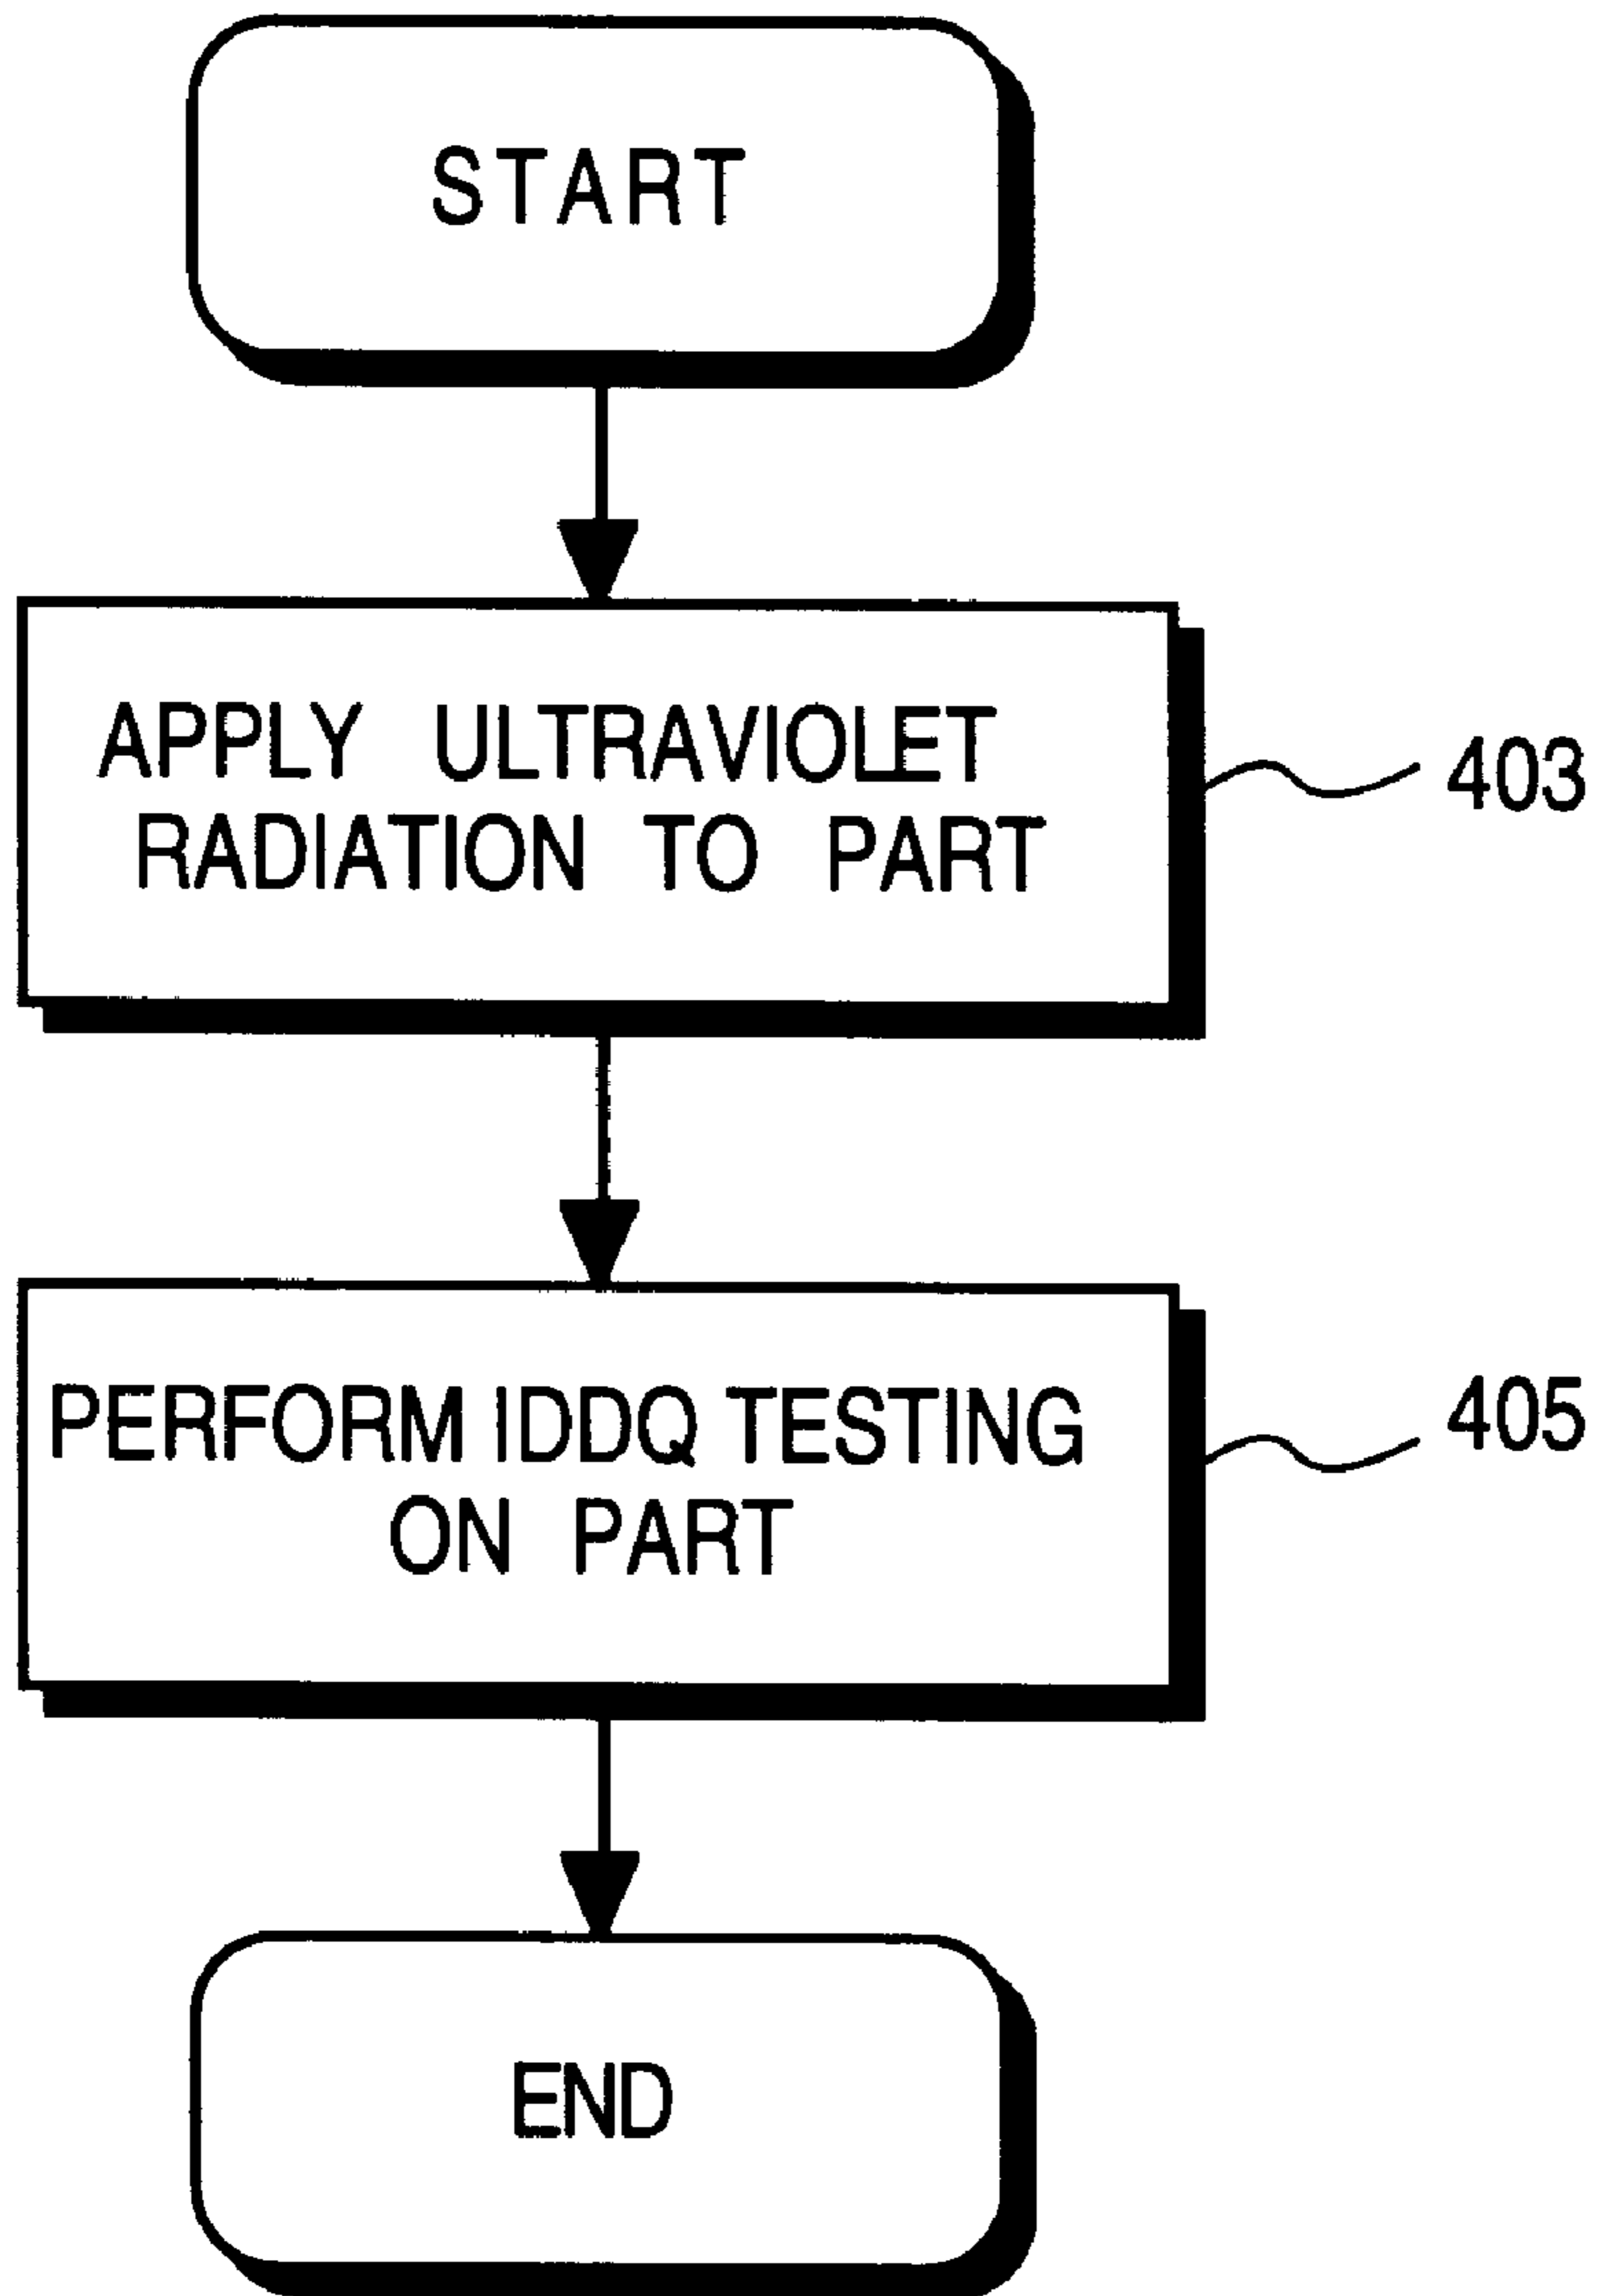 START
APPLY ULTRAVIOLET
RADIATION TO PART
403
PERFORM IDDQ TESTING
ON PART
405
END